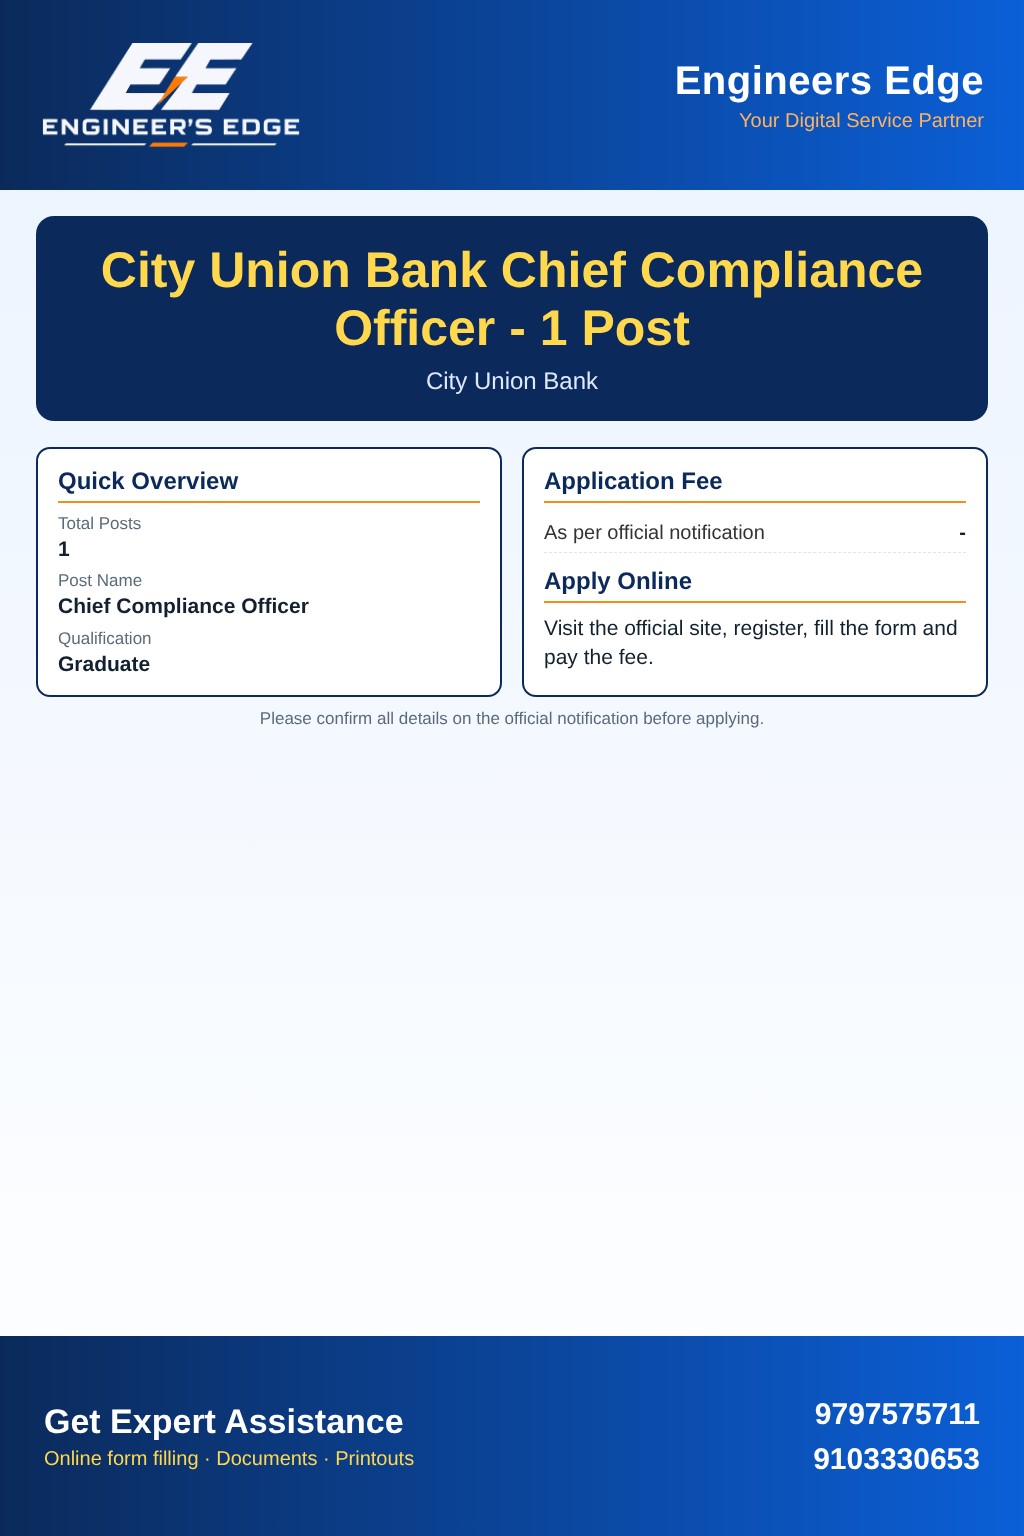 EE
ENGINEER'S EDGE
Engineers Edge
Your Digital Service Partner
City Union Bank Chief Compliance
Officer - 1 Post
City Union Bank
Quick Overview
Total Posts
1
Post Name
Chief Compliance Officer
Qualification
Graduate
Application Fee
As per official notification -
Apply Online
Visit the official site, register, fill the form and
pay the fee.
Please confirm all details on the official notification before applying.
Get Expert Assistance
Online form filling · Documents · Printouts
9797575711
9103330653